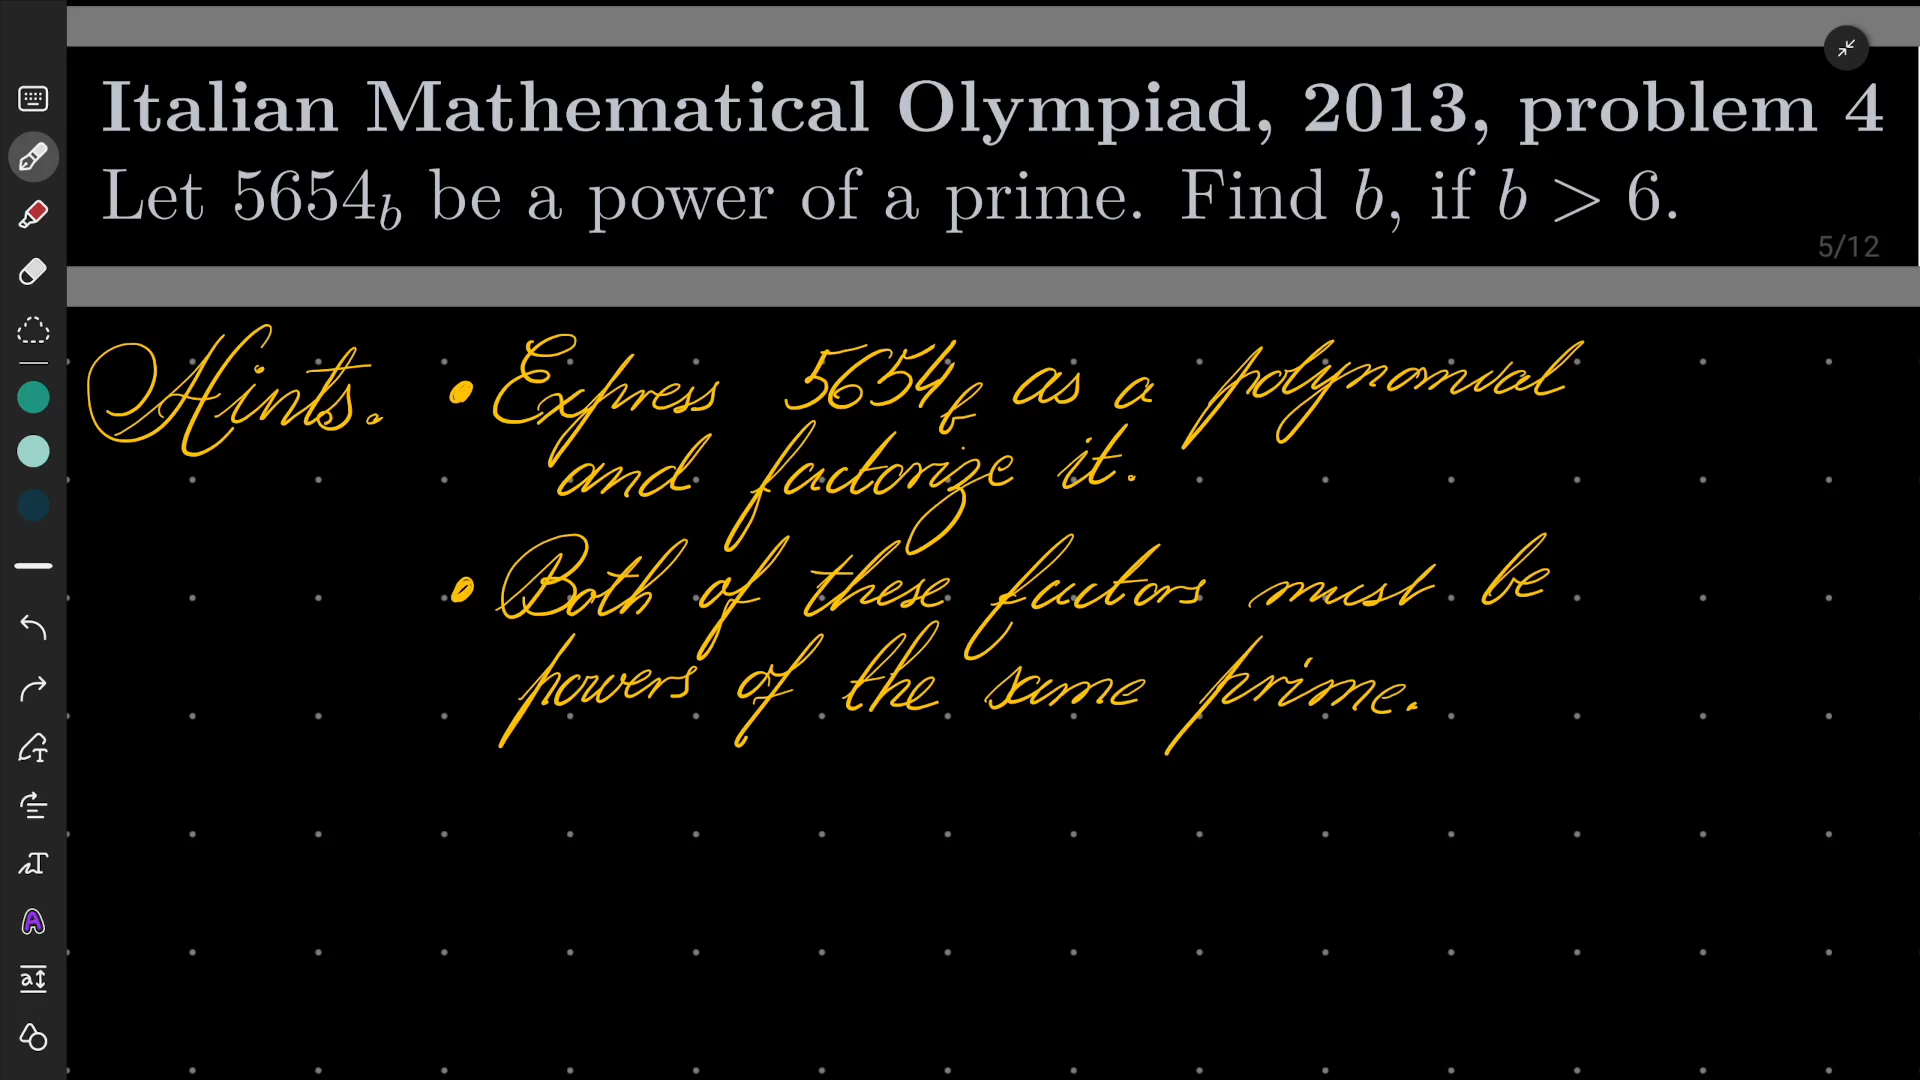 Italian Mathematical Olympiad, 2013, problem 4
Let 5654_b be a power of a prime. Find b, if b > 6.
5/12
Hints. • Express 5654_b as a polynomial
and factorize it.
• Both of these factors must be
powers of the same prime.